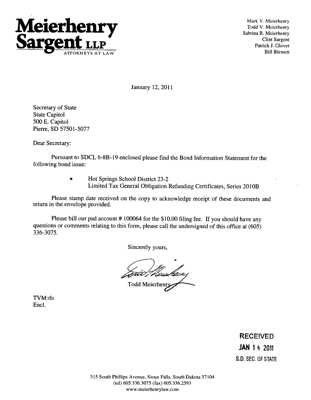 Meierhenry
Sargent LLP
ATTORNEYS AT LAW
Mark V. Meierhenry
Todd V. Meierhenry
Sabrina R. Meierhenry
Clint Sargent
Patrick J. Glover
Bill Blewett
January 12, 2011
Secretary of State
State Capitol
500 E. Capitol
Pierre, SD 57501-5077
Dear Secretary:
Pursuant to SDCL 6-8B-19 enclosed please find the Bond Information Statement for the
following bond issue:
• Hot Springs School District 23-2
Limited Tax General Obligation Refunding Certificates, Series 2010B
Please stamp date received on the copy to acknowledge receipt of these documents and
return in the envelope provided.
Please bill our pad account # 100064 for the $10.00 filing fee. If you should have any
questions or comments relating to this form, please call the undersigned of this office at (605)
336-3075.
Sincerely yours,
Todd Meierhenry
TVM:tfs
Encl.
RECEIVED
JAN 14 2011
S.D. SEC. OF STATE
315 South Phillips Avenue, Sioux Falls, South Dakota 57104
(tel) 605.336.3075 (fax) 605.336.2593
www.meierhenrylaw.com